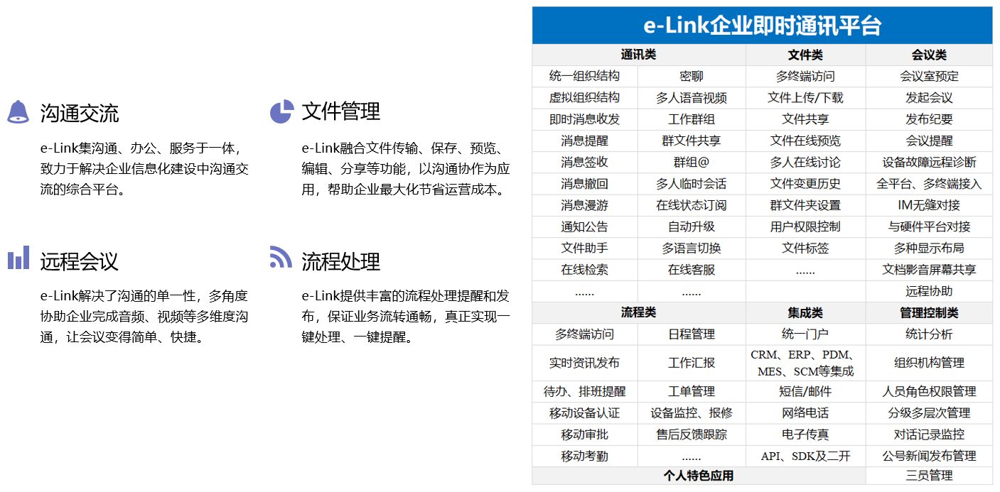 沟通交流
e-Link集沟通、办公、服务于一体，
致力于解决企业信息化建设中沟通交
流的综合平台。
文件管理
e-Link融合文件传输、保存、预览、
编辑、分享等功能，以沟通协作为应
用，帮助企业最大化节省运营成本。
远程会议
e-Link解决了沟通的单一性，多角度
协助企业完成音频、视频等多维度沟
通，让会议变得简单、快捷。
流程处理
e-Link提供丰富的流程处理提醒和发
布，保证业务流转通畅，真正实现一
键处理、一键提醒。
e-Link企业即时通讯平台
通讯类 文件类 会议类
统一组织结构 密聊 多终端访问 会议室预定
虚拟组织结构 多人语音视频 文件上传/下载 发起会议
即时消息收发 工作群组 文件共享 发布纪要
消息提醒 群文件共享 文件在线预览 会议提醒
消息签收 群组@ 多人在线讨论 设备故障远程诊断
消息撤回 多人临时会话 文件变更历史 全平台、多终端接入
消息漫游 在线状态订阅 群文件夹设置 IM无缝对接
通知公告 自动升级 用户权限控制 与硬件平台对接
文件助手 多语言切换 文件标签 多种显示布局
在线检索 在线客服 …… 文档影音屏幕共享
…… …… 远程协助
流程类 集成类 管理控制类
多终端访问 日程管理 统一门户 统计分析
实时资讯发布 工作汇报 CRM、ERP、PDM、
MES、SCM等集成 组织机构管理
待办、排班提醒 工单管理 短信/邮件 人员角色权限管理
移动设备认证 设备监控、报修 网络电话 分级多层次管理
移动审批 售后反馈跟踪 电子传真 对话记录监控
移动考勤 …… API、SDK及二开 公号新闻发布管理
个人特色应用 三员管理